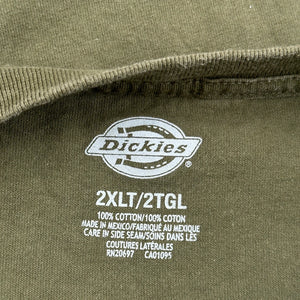 Dickies
2XLT/2TGL
100% COTTON/100% COTON
MADE IN MEXICO/FABRIQUÉ AU MEXIQUE
CARE IN SIDE SEAM/SOINS DANS LES
COUTURES LATÉRALES
RN20697 CA01095